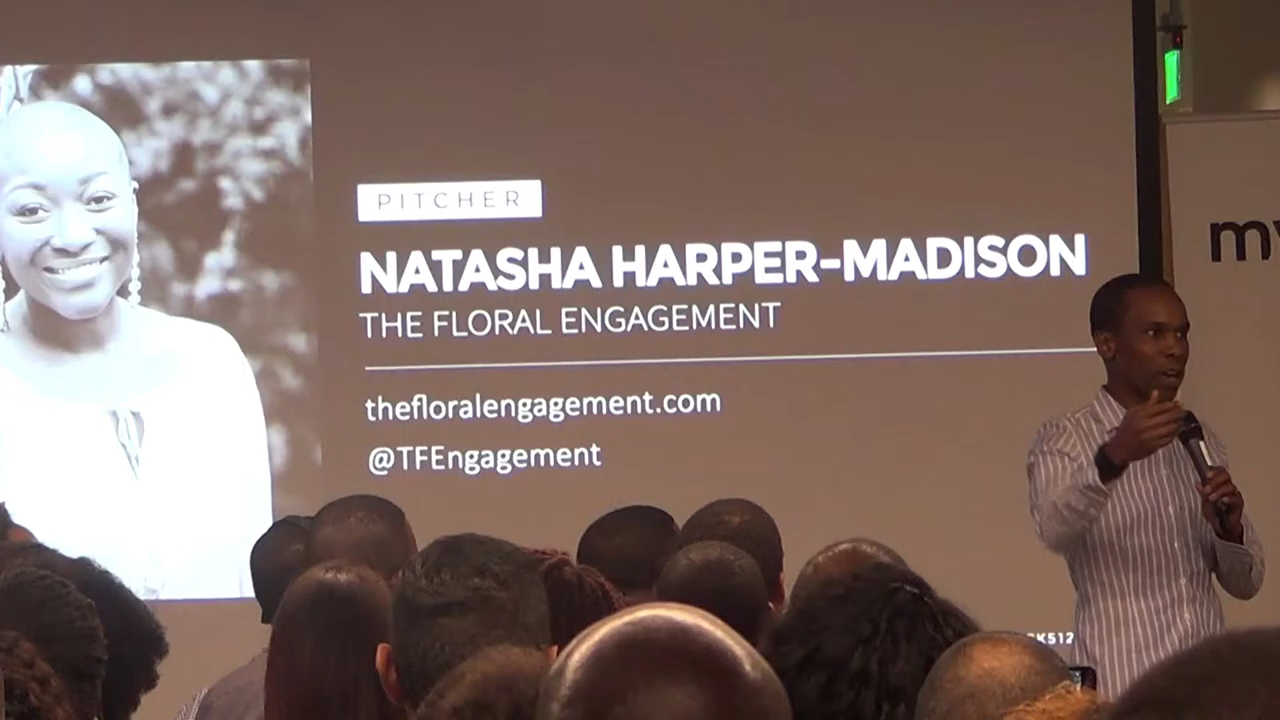 PITCHER
NATASHA HARPER-MADISON
THE FLORAL ENGAGEMENT
thefloralengagement.com
@TFEngagement